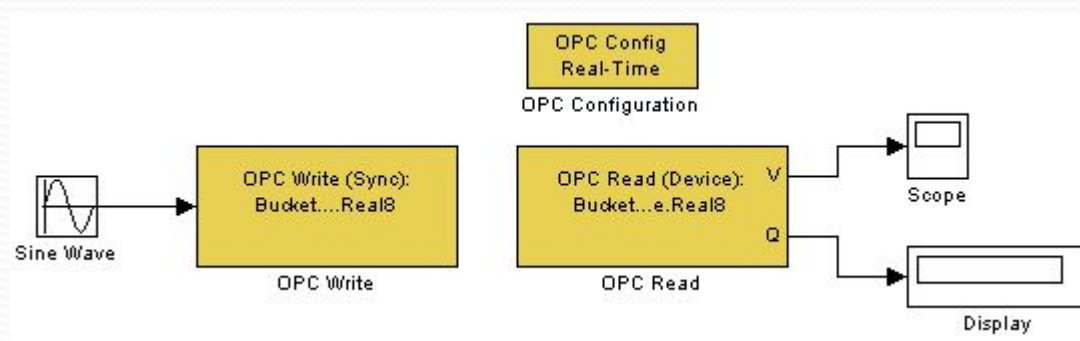 OPC Config
Real-Time
OPC Configuration
OPC Write (Sync):
Bucket....Real8
OPC Write
Sine Wave
OPC Read (Device):
Bucket...e.Real8
V
Q
OPC Read
Scope
Display